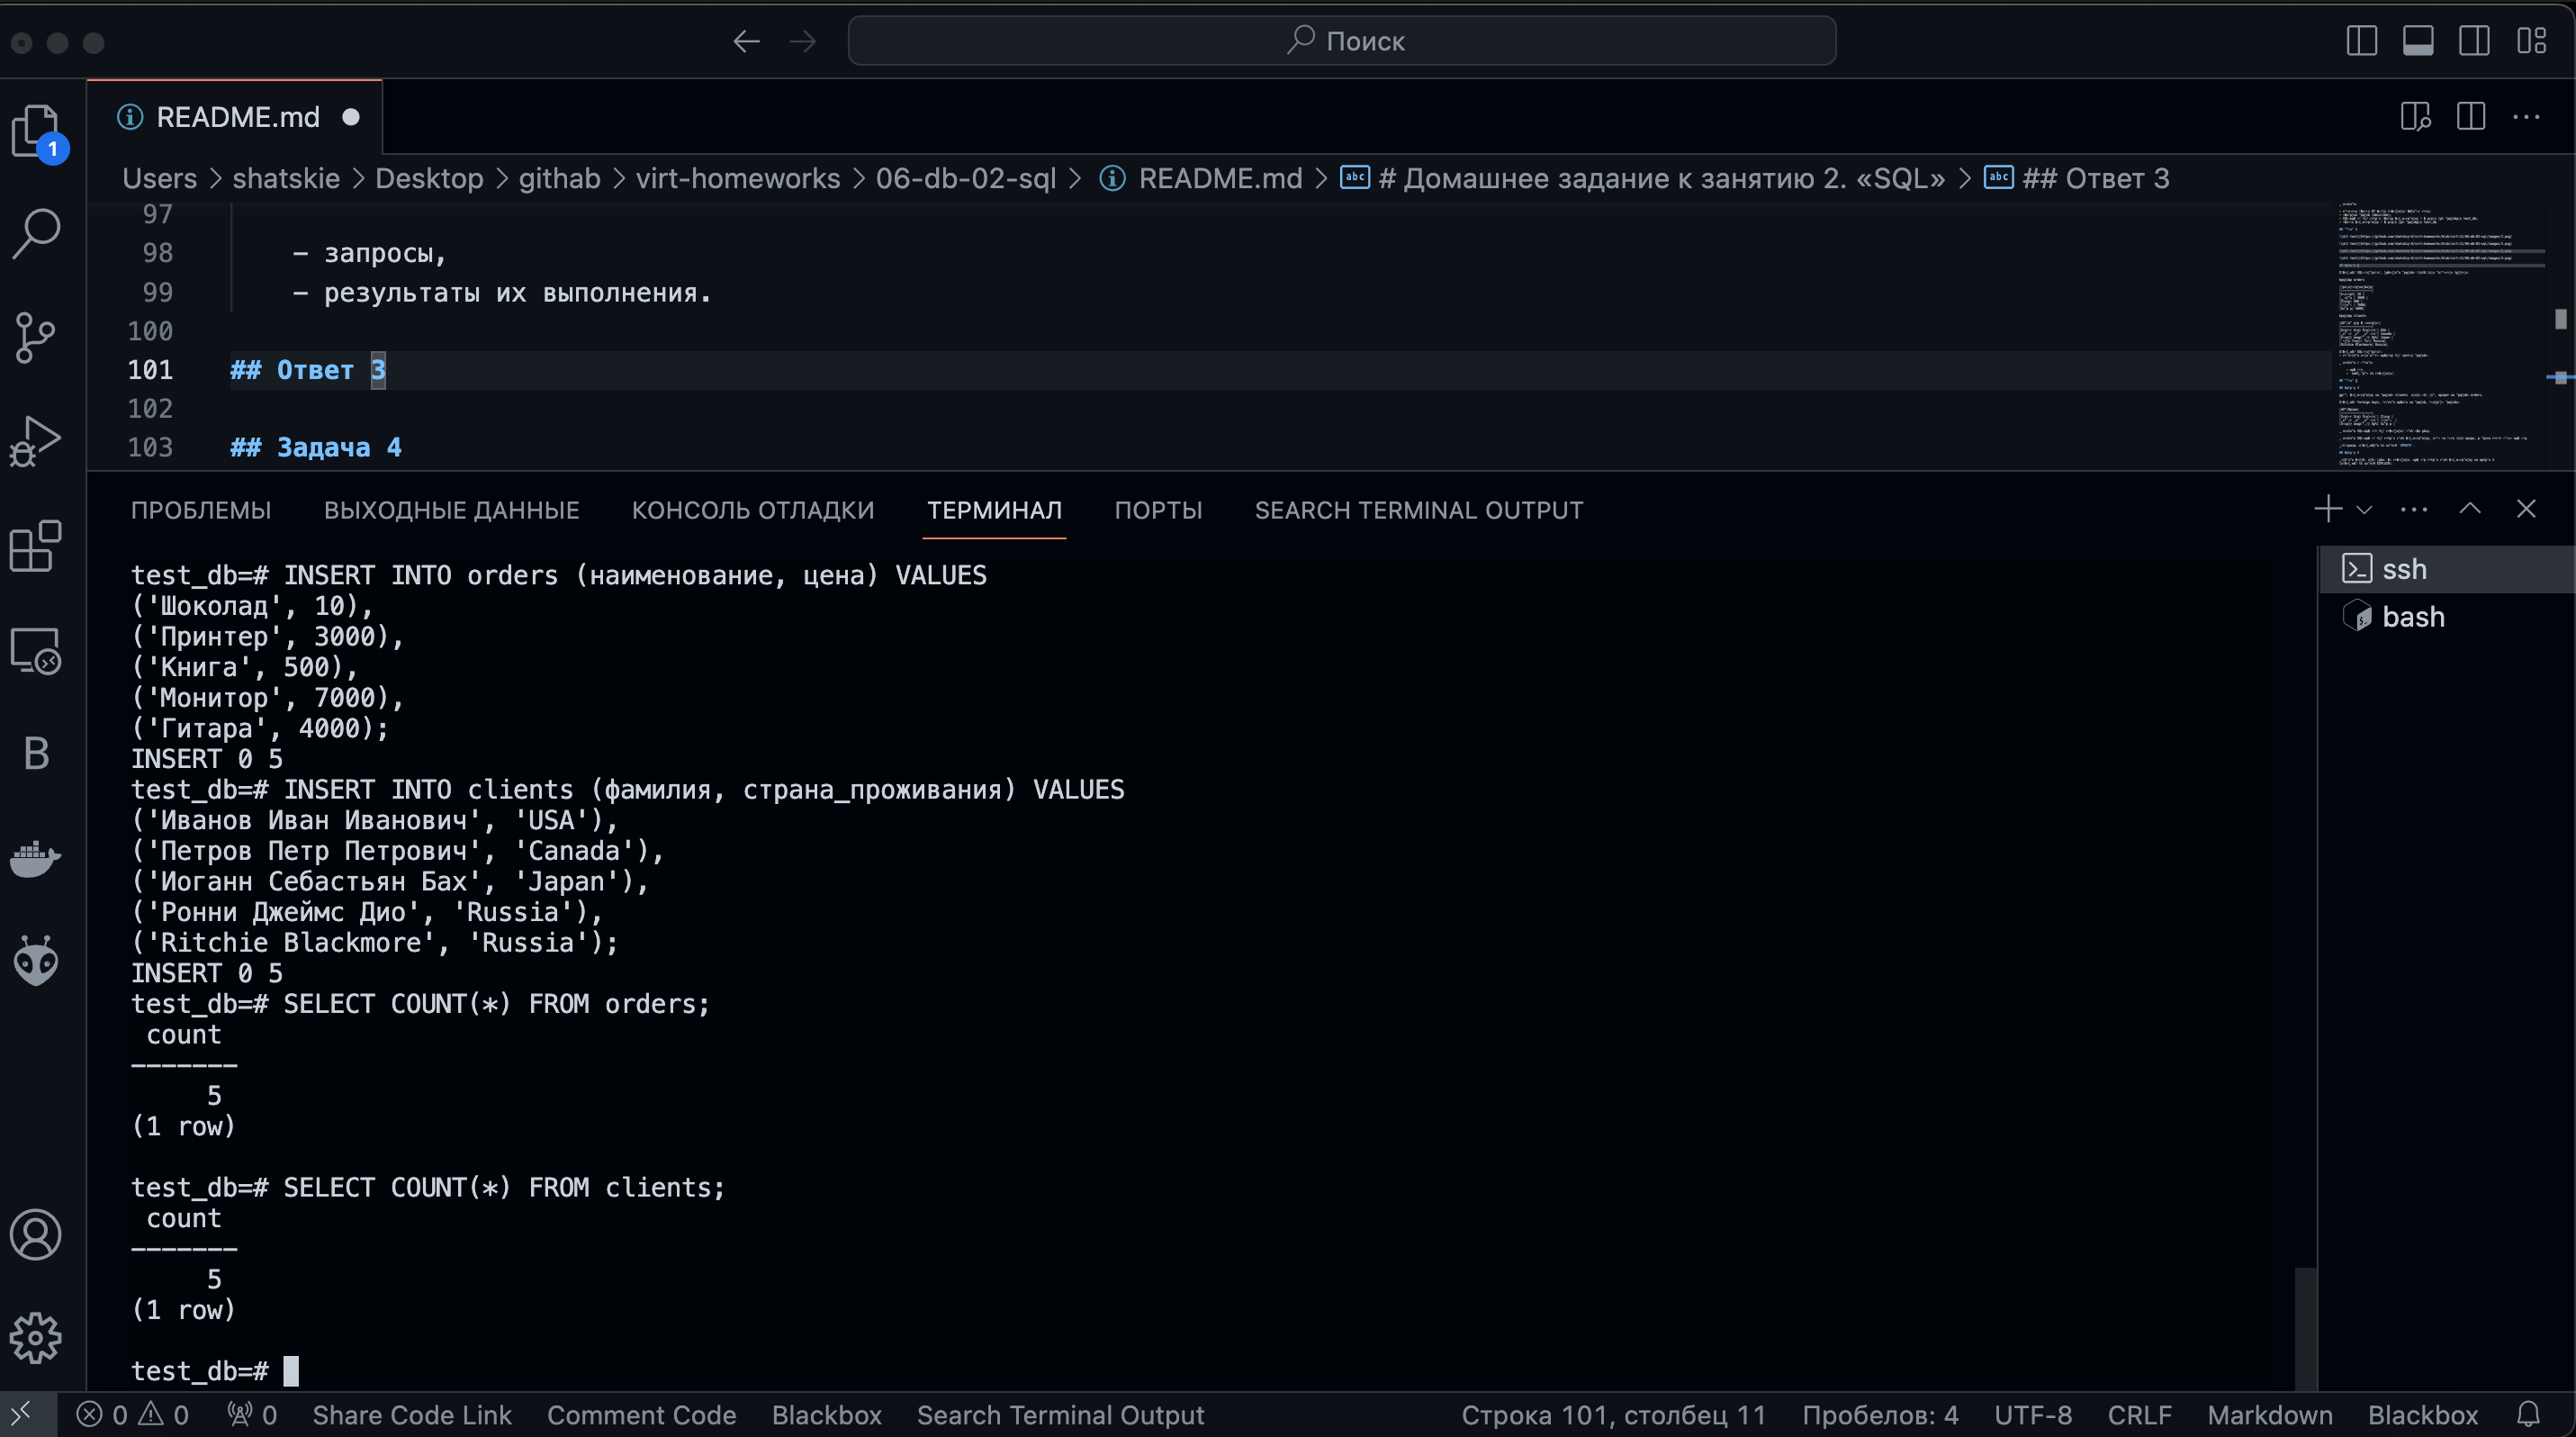 Поиск
README.md
1
Users > shatskie > Desktop > githab > virt-homeworks > 06-db-02-sql > README.md > # Домашнее задание к занятию 2. «SQL» > ## Ответ 3
97
98 – запросы,
99 – результаты их выполнения.
100
101 ## Ответ 3
102
103 ## Задача 4
ПРОБЛЕМЫ ВЫХОДНЫЕ ДАННЫЕ КОНСОЛЬ ОТЛАДКИ ТЕРМИНАЛ ПОРТЫ SEARCH TERMINAL OUTPUT
ssh
bash
test_db=# INSERT INTO orders (наименование, цена) VALUES
('Шоколад', 10),
('Принтер', 3000),
('Книга', 500),
('Монитор', 7000),
('Гитара', 4000);
INSERT 0 5
test_db=# INSERT INTO clients (фамилия, страна_проживания) VALUES
('Иванов Иван Иванович', 'USA'),
('Петров Петр Петрович', 'Canada'),
('Иоганн Себастьян Бах', 'Japan'),
('Ронни Джеймс Дио', 'Russia'),
('Ritchie Blackmore', 'Russia');
INSERT 0 5
test_db=# SELECT COUNT(*) FROM orders;
count
-------
5
(1 row)
test_db=# SELECT COUNT(*) FROM clients;
count
-------
5
(1 row)
test_db=#
0 0 0 Share Code Link Comment Code Blackbox Search Terminal Output Строка 101, столбец 11 Пробелов: 4 UTF-8 CRLF Markdown Blackbox